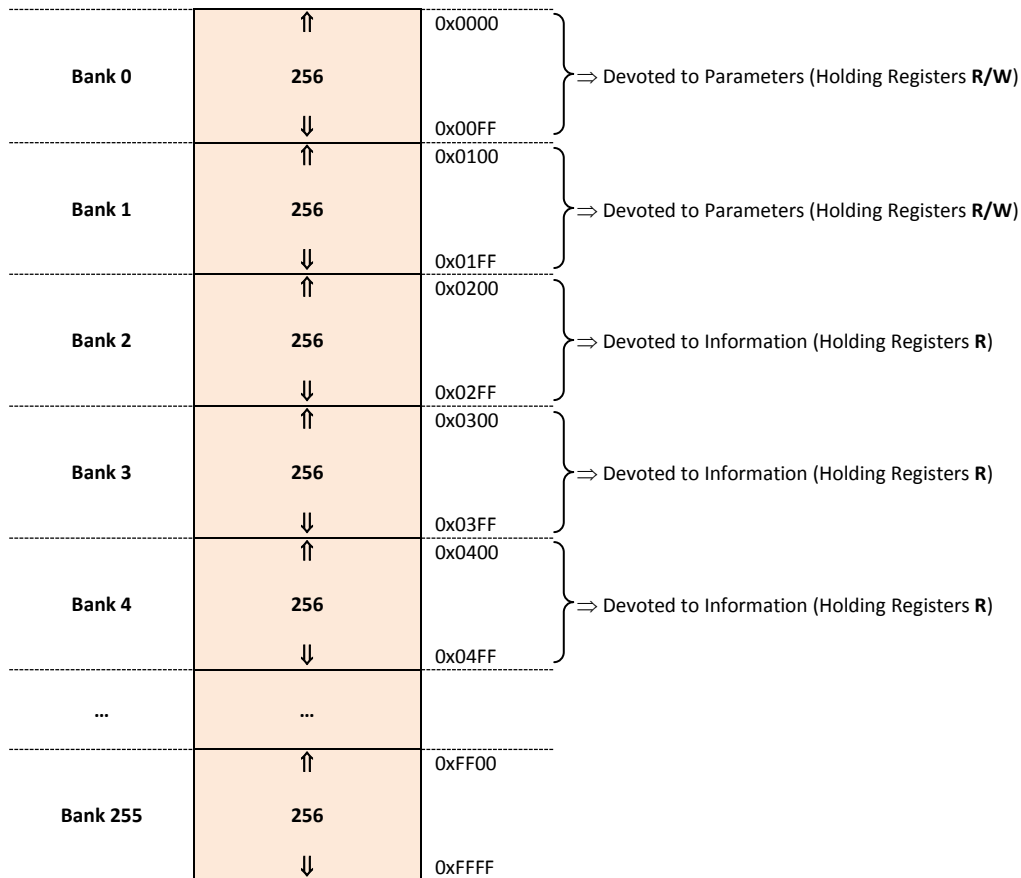 ⇑ 0x0000
Bank 0 256 ⇒ Devoted to Parameters (Holding Registers R/W)
⇓ 0x00FF
⇑ 0x0100
Bank 1 256 ⇒ Devoted to Parameters (Holding Registers R/W)
⇓ 0x01FF
⇑ 0x0200
Bank 2 256 ⇒ Devoted to Information (Holding Registers R)
⇓ 0x02FF
⇑ 0x0300
Bank 3 256 ⇒ Devoted to Information (Holding Registers R)
⇓ 0x03FF
⇑ 0x0400
Bank 4 256 ⇒ Devoted to Information (Holding Registers R)
⇓ 0x04FF
... ...
⇑ 0xFF00
Bank 255 256
⇓ 0xFFFF